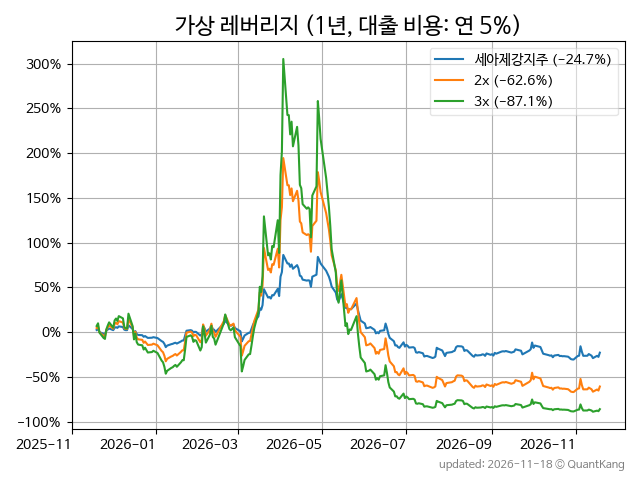 가상 레버리지 (1년, 대출 비용: 연 5%)
세아제강지주 (-24.7%)
2x (-62.6%)
3x (-87.1%)
300%
250%
200%
150%
100%
50%
0%
-50%
-100%
2025-11 2026-01 2026-03 2026-05 2026-07 2026-09 2026-11
updated: 2026-11-18 © QuantKang